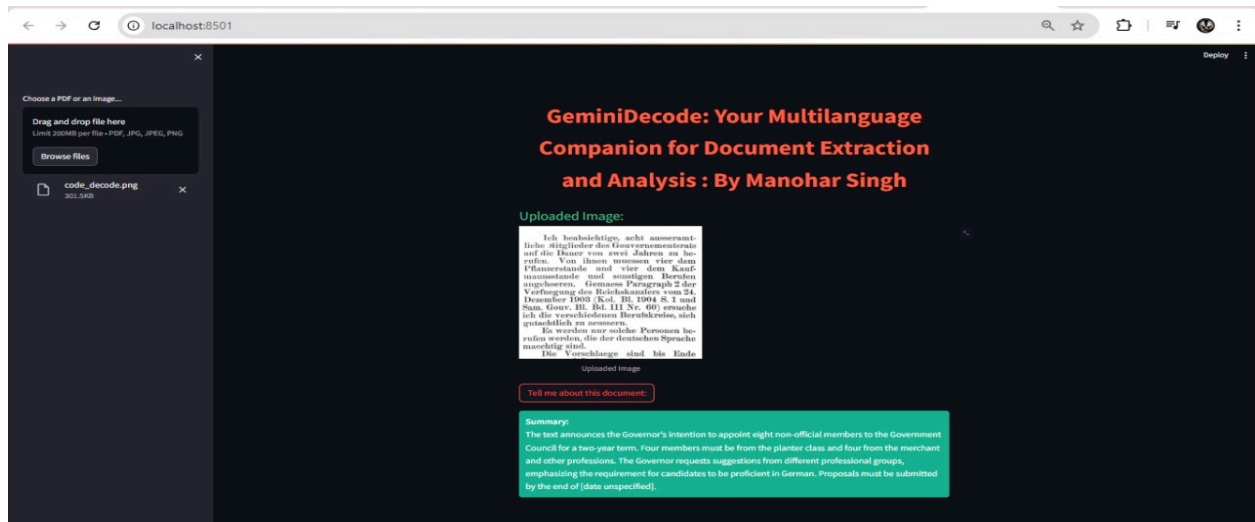 localhost:8501
Deploy
Choose a PDF or an Image...
Drag and drop file here
Limit 200MB per file • PDF, JPG, JPEG, PNG
Browse files
code_decode.png
301.5KB
GeminiDecode: Your Multilanguage
Companion for Document Extraction
and Analysis : By Manohar Singh
Uploaded Image:
Ich beabsichtige, acht ausseramt-
liche Mitglieder des Gouvernementsrats
auf die Dauer von zwei Jahren zu be-
rufen. Von ihnen muessen vier dem
Pflanzerstande und vier dem Kauf-
mannsstande und sonstigen Berufen
angehoeren. Gemaess Paragraph 2 der
Verfuegung des Reichskanzlers vom 24.
Dezember 1903 (Kol. Bl. 1904 S. 1 und
Sam. Gouv. Bl. Bd. III Nr. 60) ersuche
ich die verschiedenen Berufskreise, sich
gutachtlich zu aeussern.
Es werden nur solche Personen be-
rufen werden, die der deutschen Sprache
maechtig sind.
Die Vorschlaege sind bis Ende
Uploaded Image
Tell me about this document:
Summary:
The text announces the Governor's intention to appoint eight non-official members to the Government
Council for a two-year term. Four members must be from the planter class and four from the merchant
and other professions. The Governor requests suggestions from different professional groups,
emphasizing the requirement for candidates to be proficient in German. Proposals must be submitted
by the end of [date unspecified].